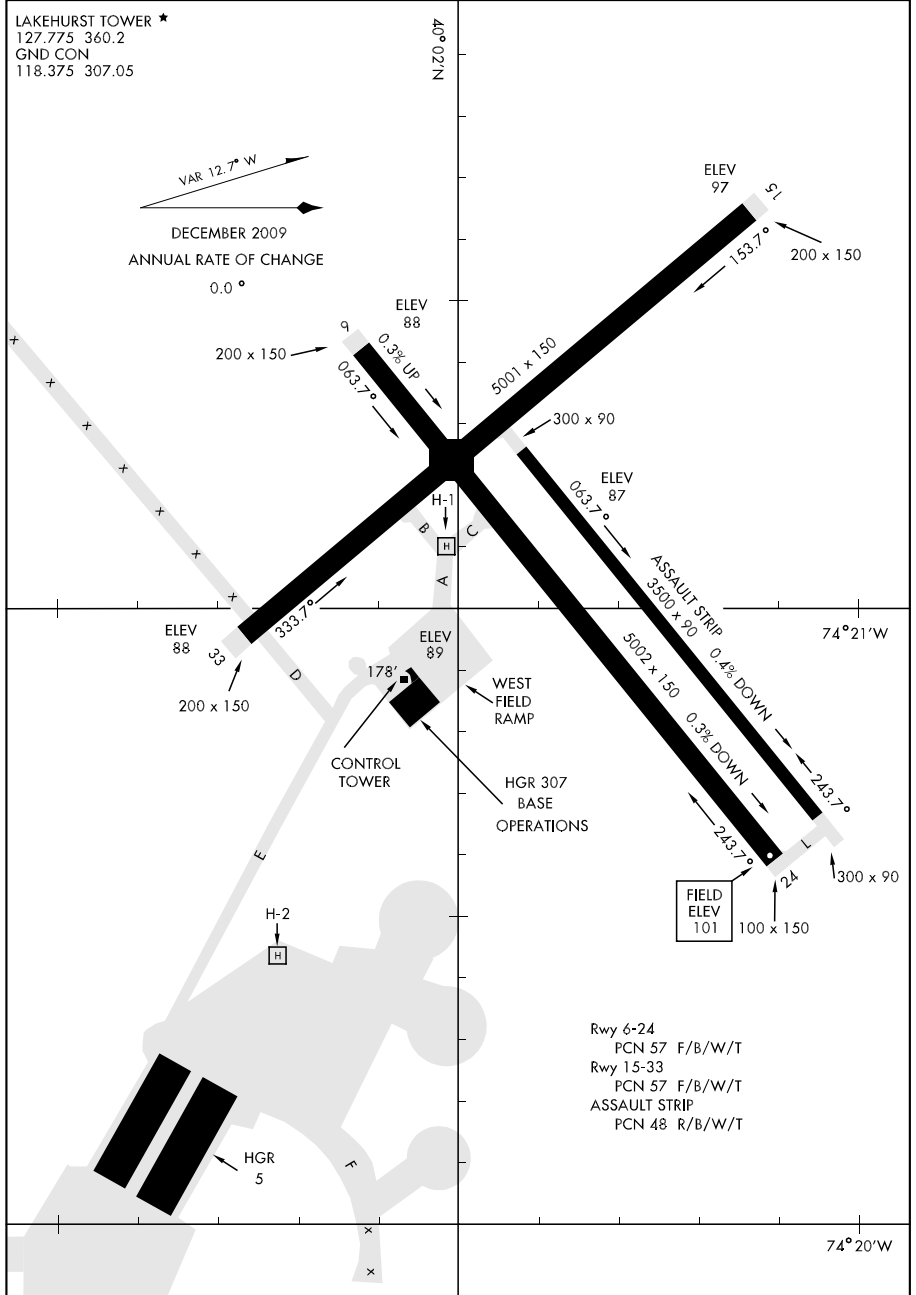 LAKEHURST TOWER ★
127.775 360.2
GND CON
118.375 307.05
40°02'N
VAR 12.7° W
DECEMBER 2009
ANNUAL RATE OF CHANGE
0.0 °
ELEV
97
15
153.7°
200 x 150
ELEV
88
6
0.3% UP
200 x 150
063.7°
5001 x 150
300 x 90
ELEV
87
063.7°
H-1
H
B
C
A
ASSAULT STRIP
3500 x 90
0.4% DOWN
243.7°
x
x
x
x
x
x
x
333.7°
ELEV
88
33
200 x 150
D
ELEV
89
178'
WEST
FIELD
RAMP
CONTROL
TOWER
HGR 307
BASE
OPERATIONS
5002 x 150
0.3% DOWN
243.7°
24
L
74°21'W
FIELD
ELEV
101
100 x 150
300 x 90
E
H-2
H
Rwy 6-24
PCN 57 F/B/W/T
Rwy 15-33
PCN 57 F/B/W/T
ASSAULT STRIP
PCN 48 R/B/W/T
HGR
5
F
x
x
74°20'W